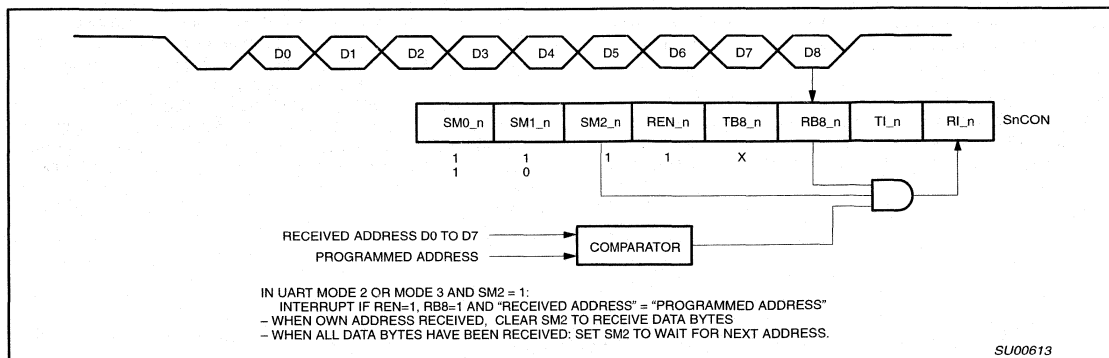 D0 D1 D2 D3 D4 D5 D6 D7 D8
SM0_n SM1_n SM2_n REN_n TB8_n RB8_n TI_n RI_n SnCON
1 1 1 1 X
1 0
RECEIVED ADDRESS D0 TO D7
PROGRAMMED ADDRESS
COMPARATOR
IN UART MODE 2 OR MODE 3 AND SM2 = 1:
INTERRUPT IF REN=1, RB8=1 AND “RECEIVED ADDRESS” = “PROGRAMMED ADDRESS”
– WHEN OWN ADDRESS RECEIVED, CLEAR SM2 TO RECEIVE DATA BYTES
– WHEN ALL DATA BYTES HAVE BEEN RECEIVED: SET SM2 TO WAIT FOR NEXT ADDRESS.
SU00613